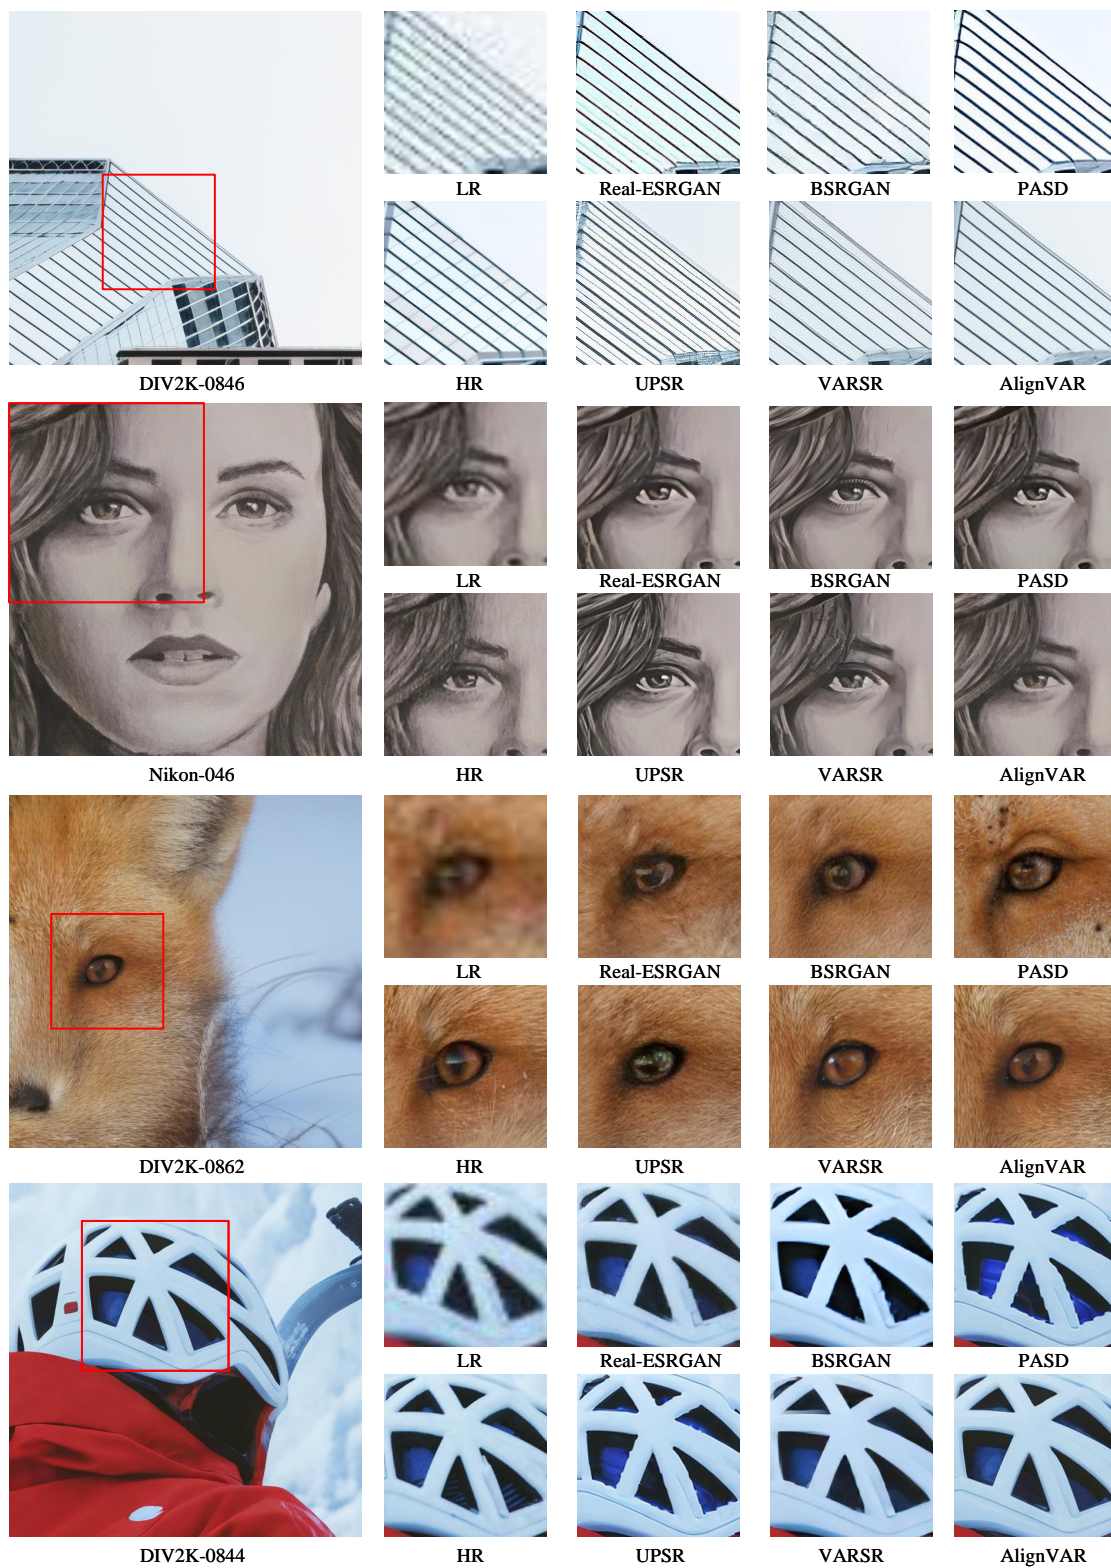 LR Real-ESRGAN BSRGAN PASD
DIV2K-0846 HR UPSR VARSR AlignVAR
LR Real-ESRGAN BSRGAN PASD
Nikon-046 HR UPSR VARSR AlignVAR
LR Real-ESRGAN BSRGAN PASD
DIV2K-0862 HR UPSR VARSR AlignVAR
LR Real-ESRGAN BSRGAN PASD
DIV2K-0844 HR UPSR VARSR AlignVAR